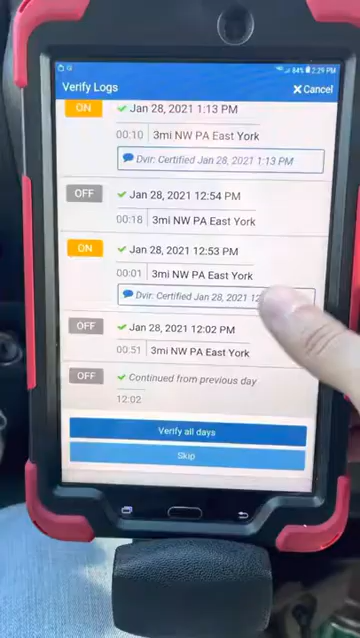 84% 2:29 PM
Verify Logs
Cancel
ON
Jan 28, 2021 1:13 PM
00:10 3mi NW PA East York
Dvir: Certified Jan 28, 2021 1:13 PM
OFF
Jan 28, 2021 12:54 PM
00:18 3mi NW PA East York
ON
Jan 28, 2021 12:53 PM
00:01 3mi NW PA East York
Dvir: Certified Jan 28, 2021 12
OFF
Jan 28, 2021 12:02 PM
00:51 3mi NW PA East York
OFF
Continued from previous day
12:02
Verify all days
Skip